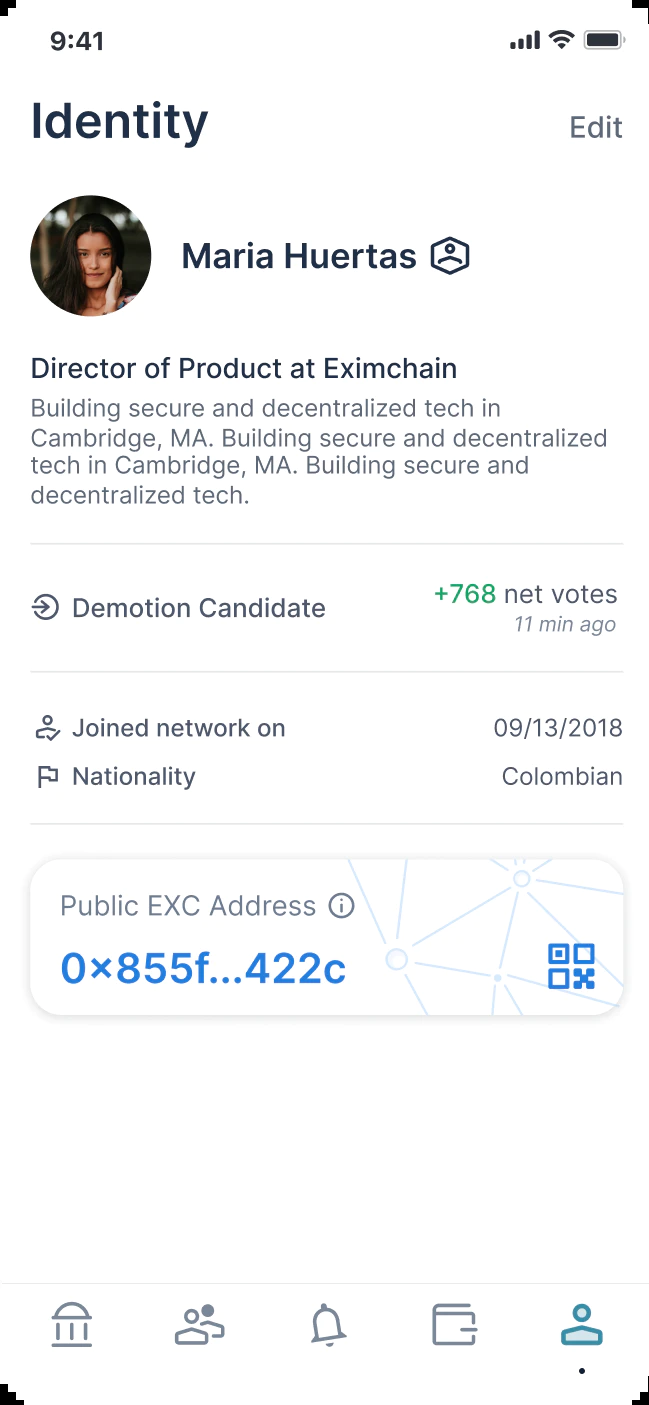 9:41
Identity
Edit
Maria Huertas
Director of Product at Eximchain
Building secure and decentralized tech in
Cambridge, MA. Building secure and decentralized
tech in Cambridge, MA. Building secure and
decentralized tech.
Demotion Candidate
+768 net votes
11 min ago
Joined network on
09/13/2018
Nationality
Colombian
Public EXC Address
0×855f...422c